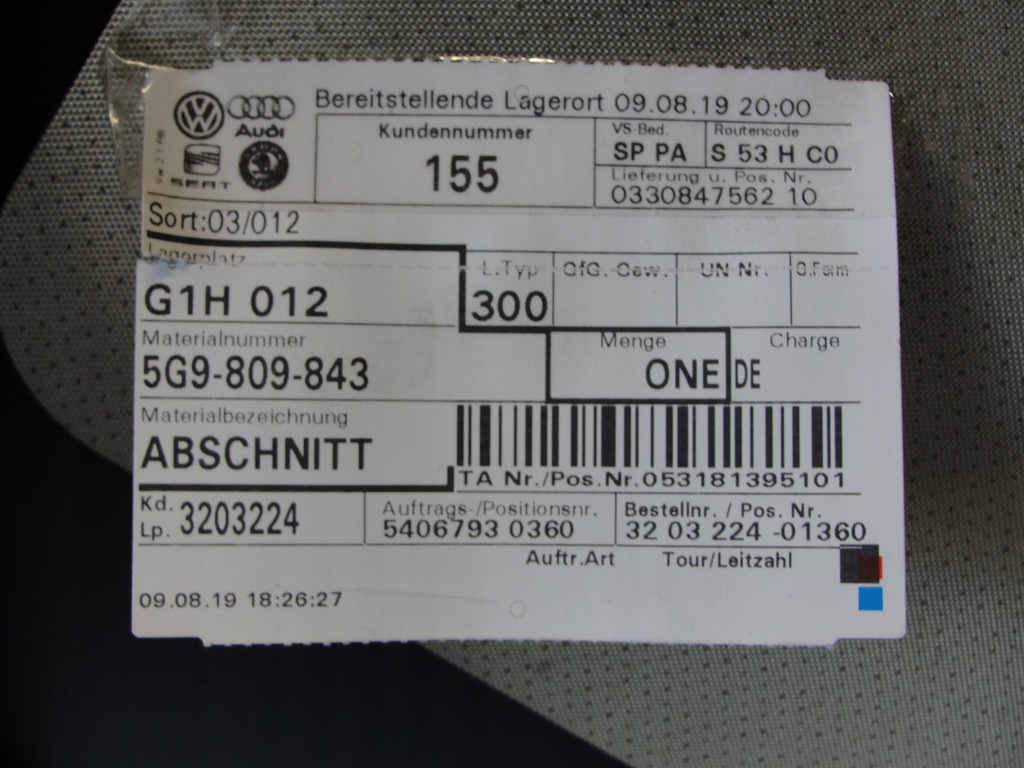 Bereitstellende Lagerort 09.08.19 20:00
Audi
SEAT
Kundennummer
155
VS-Bed.
SP PA
Routencode
S 53 H C0
Lieferung u. Pos. Nr.
0330847562 10
Sort:03/012
Lagerplatz
G1H 012
L.Typ
300
GfG.-Gew.
UN-Nr.
Materialnummer
5G9-809-843
Menge
ONE
Charge
DE
Materialbezeichnung
ABSCHNITT
TA Nr./Pos.Nr.053181395101
Kd.
Lp. 3203224
Auftrags-/Positionsnr.
5406793 0360
Bestellnr. / Pos. Nr.
32 03 224 -01360
Auftr.Art Tour/Leitzahl
09.08.19 18:26:27